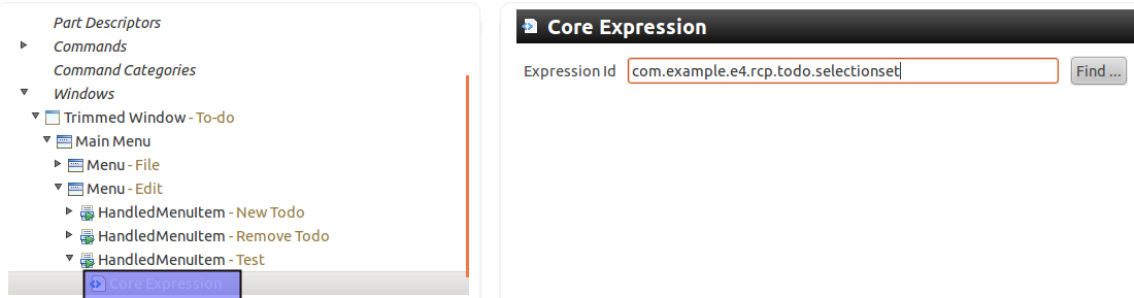 Part Descriptors
Commands
Command Categories
Windows
Trimmed Window - To-do
Main Menu
Menu - File
Menu - Edit
HandledMenuItem - New Todo
HandledMenuItem - Remove Todo
HandledMenuItem - Test
Core Expression
Core Expression
Expression Id com.example.e4.rcp.todo.selectionset Find ...